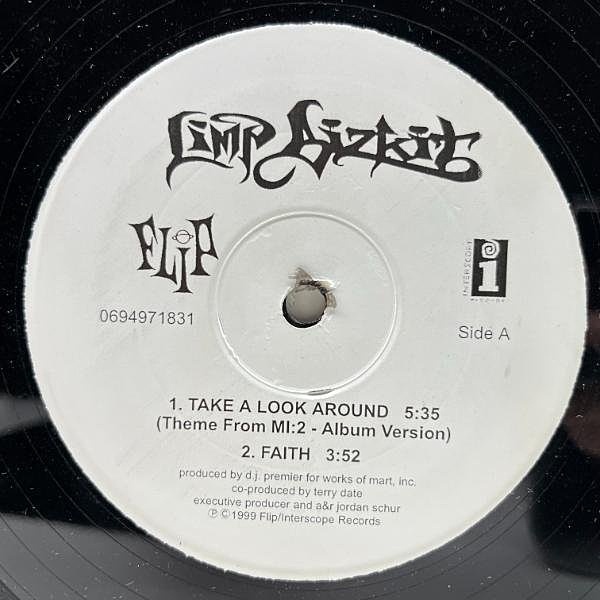 LIMP BIZKIT
FLIP
INTERSCOPE
RECORDS
0694971831
Side A
1. TAKE A LOOK AROUND 5:35
(Theme From MI:2 - Album Version)
2. FAITH 3:52
produced by d.j. premier for works of mart, inc.
co-produced by terry date
executive producer and a&r jordan schur
℗ © 1999 Flip/Interscope Records